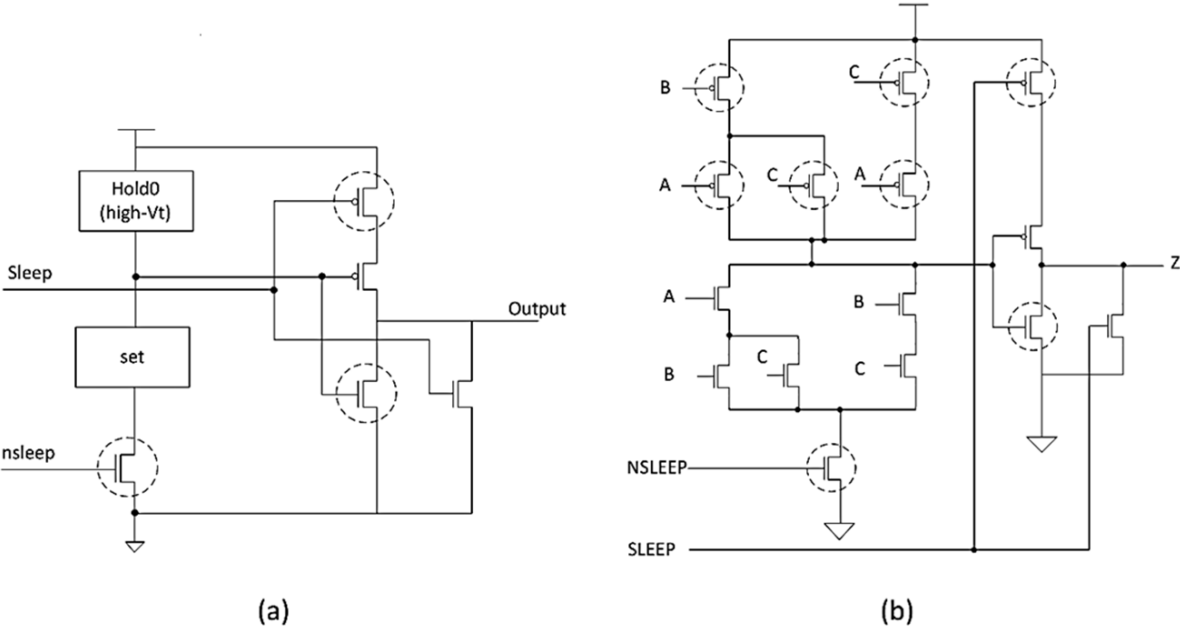 Hold0
(high-Vt)
Sleep
set
nsleep
Output
(a)
B
C
A
C
A
A
B
B
C
C
Z
NSLEEP
SLEEP
(b)